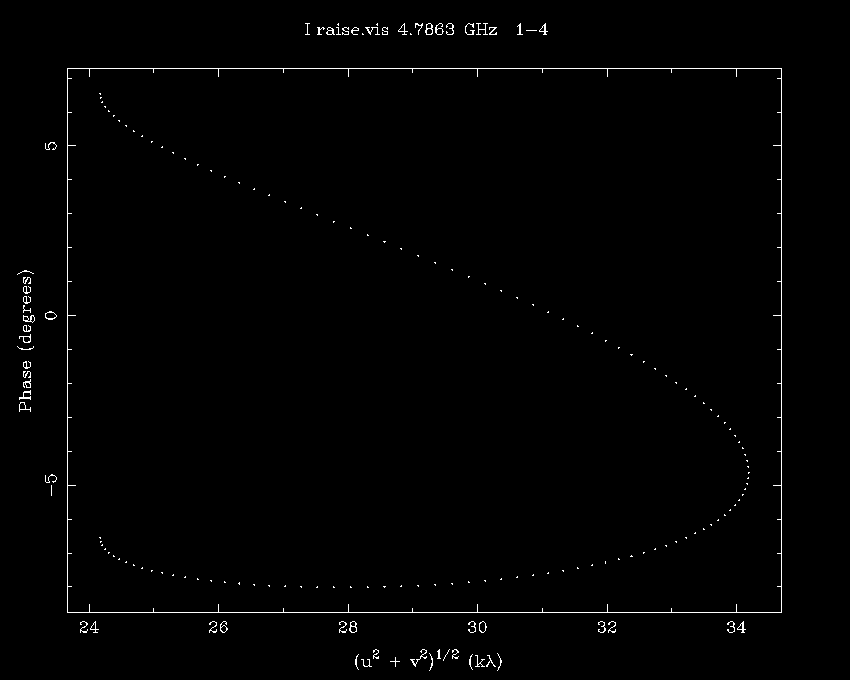 I raise.vis 4.7863 GHz 1−4
5
0
−5
Phase (degrees)
24 26 28 30 32 34
(u² + v²)¹/² (kλ)